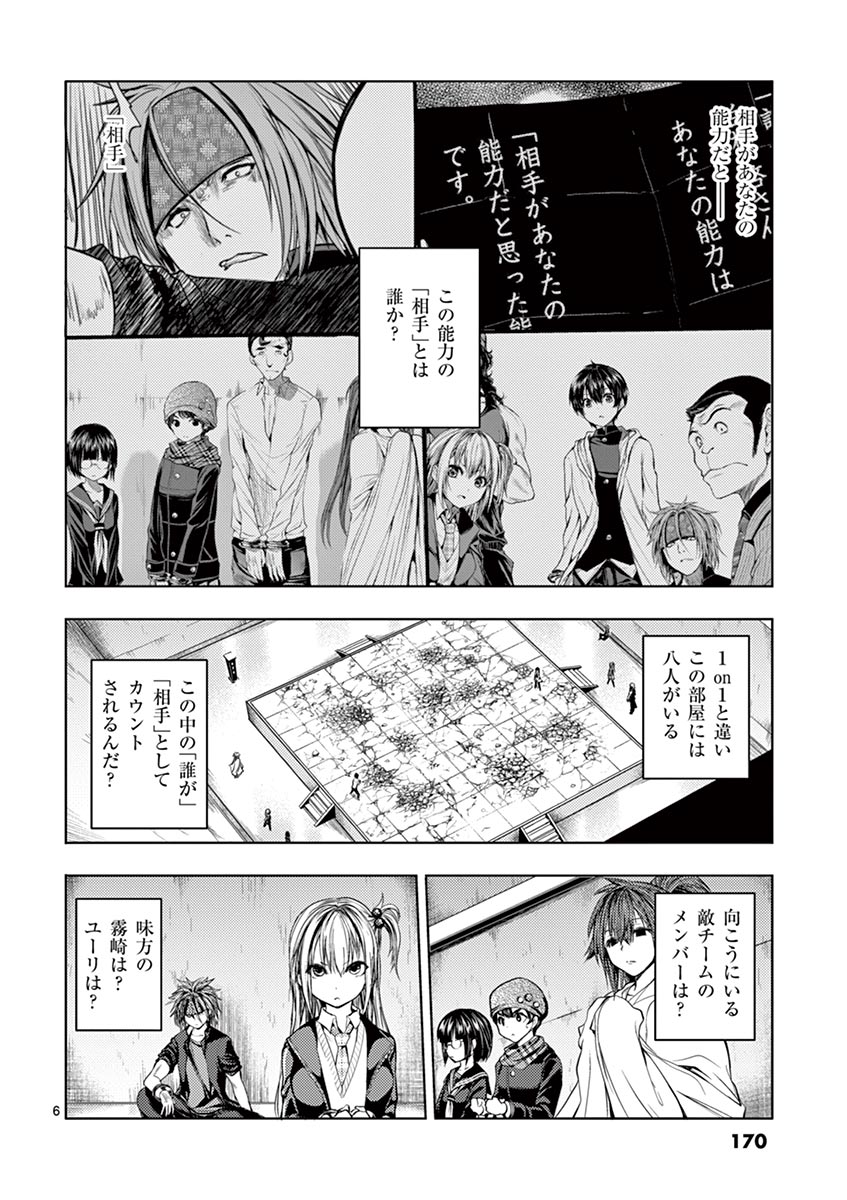 相手があなたの
能力だと――
あなたの能力は
「相手があなたの
能力だと思った能
です。
『相手』
この能力の
「相手」とは
誰か?
1on1と違い
この部屋には
八人がいる
この中の「誰が」
「相手」として
カウント
されるんだ?
向こうにいる
敵チームの
メンバーは?
味方の
霧崎は?
ユーリは?
6
170